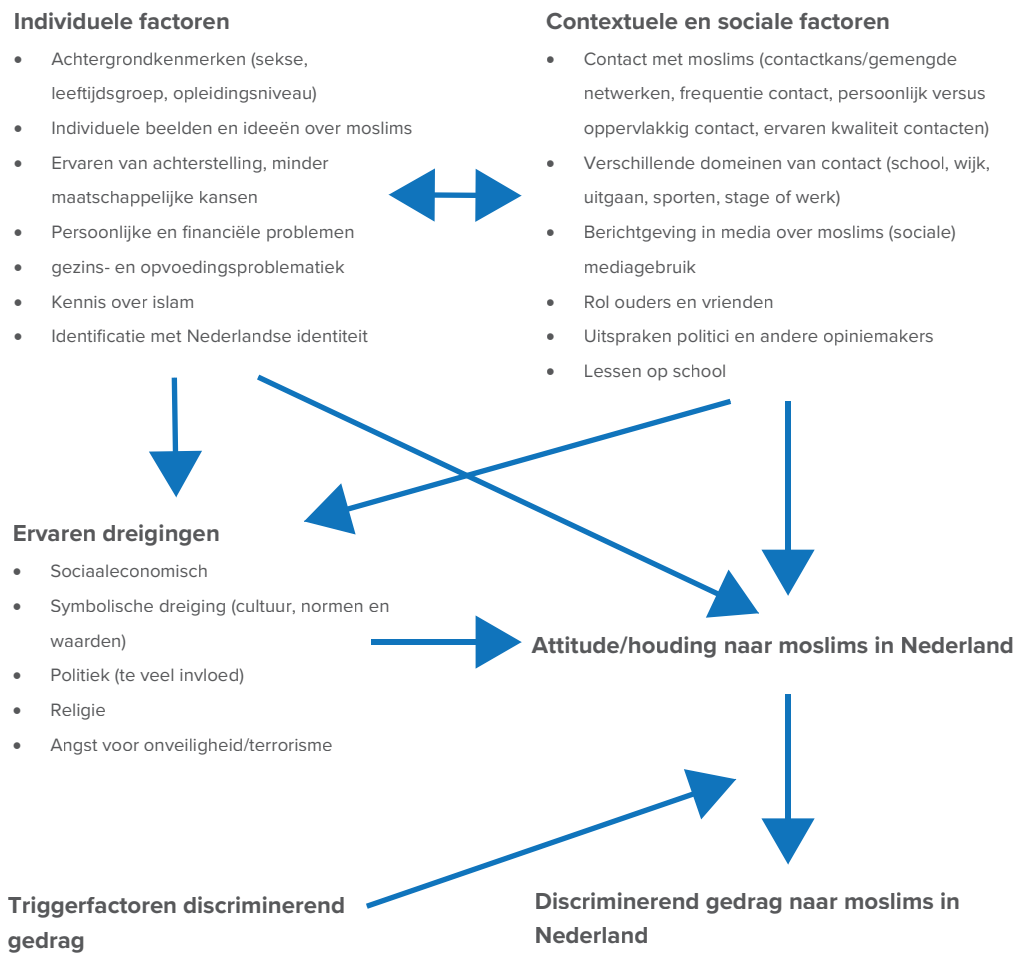 Individuele factoren
• Achtergrondkenmerken (sekse,
leeftijdsgroep, opleidingsniveau)
• Individuele beelden en ideeën over moslims
• Ervaren van achterstelling, minder
maatschappelijke kansen
• Persoonlijke en financiële problemen
• gezins- en opvoedingsproblematiek
• Kennis over islam
• Identificatie met Nederlandse identiteit
Contextuele en sociale factoren
• Contact met moslims (contactkans/gemengde
netwerken, frequentie contact, persoonlijk versus
oppervlakkig contact, ervaren kwaliteit contacten)
• Verschillende domeinen van contact (school, wijk,
uitgaan, sporten, stage of werk)
• Berichtgeving in media over moslims (sociale)
mediagebruik
• Rol ouders en vrienden
• Uitspraken politici en andere opiniemakers
• Lessen op school
Ervaren dreigingen
• Sociaaleconomisch
• Symbolische dreiging (cultuur, normen en
waarden)
• Politiek (te veel invloed)
• Religie
• Angst voor onveiligheid/terrorisme
Attitude/houding naar moslims in Nederland
Triggerfactoren discriminerend
gedrag
Discriminerend gedrag naar moslims in
Nederland